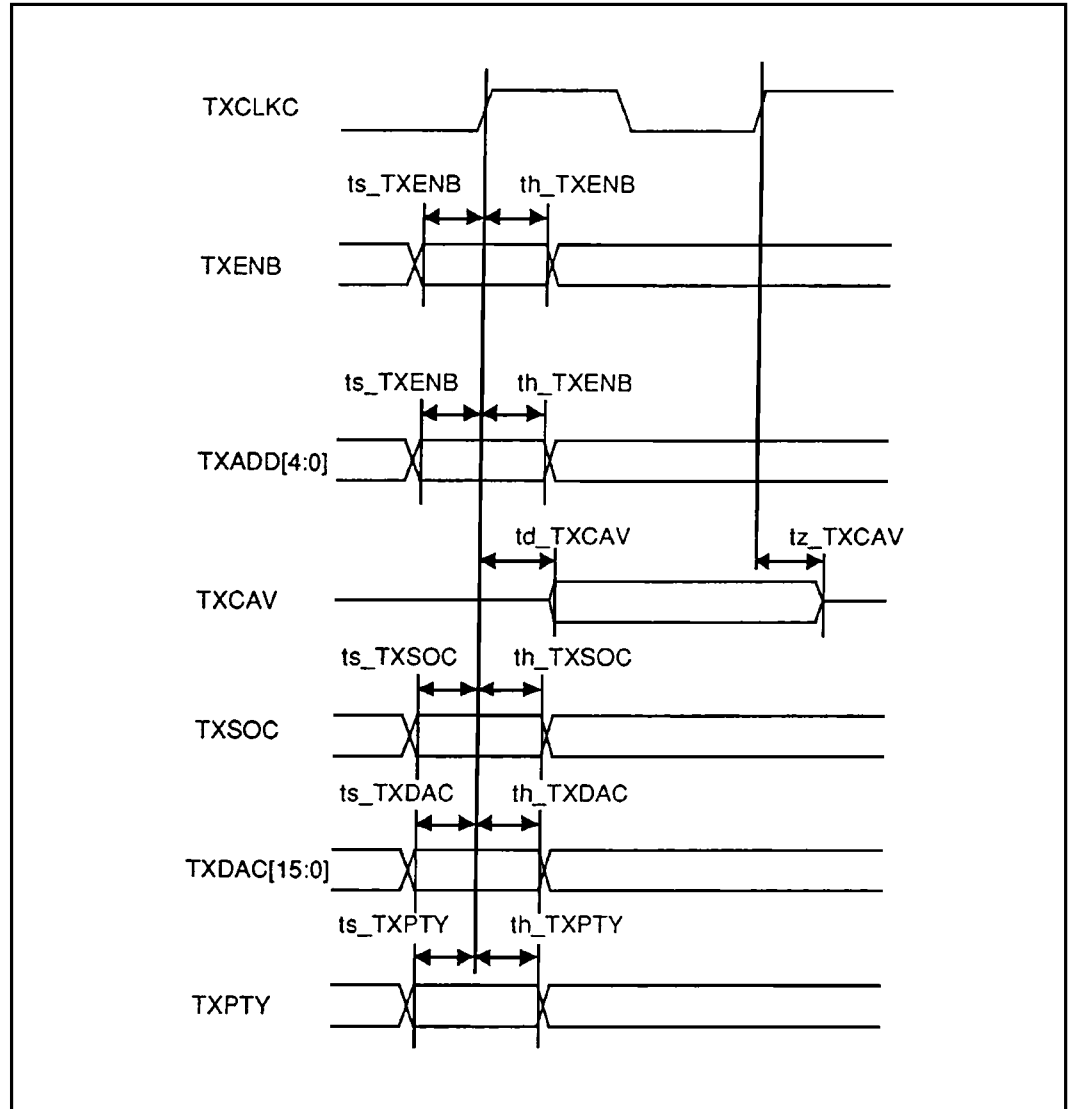 TXCLKC
ts_TXENB th_TXENB
TXENB
ts_TXENB th_TXENB
TXADD[4:0]
td_TXCAV tz_TXCAV
TXCAV
ts_TXSOC th_TXSOC
TXSOC
ts_TXDAC th_TXDAC
TXDAC[15:0]
ts_TXPTY th_TXPTY
TXPTY